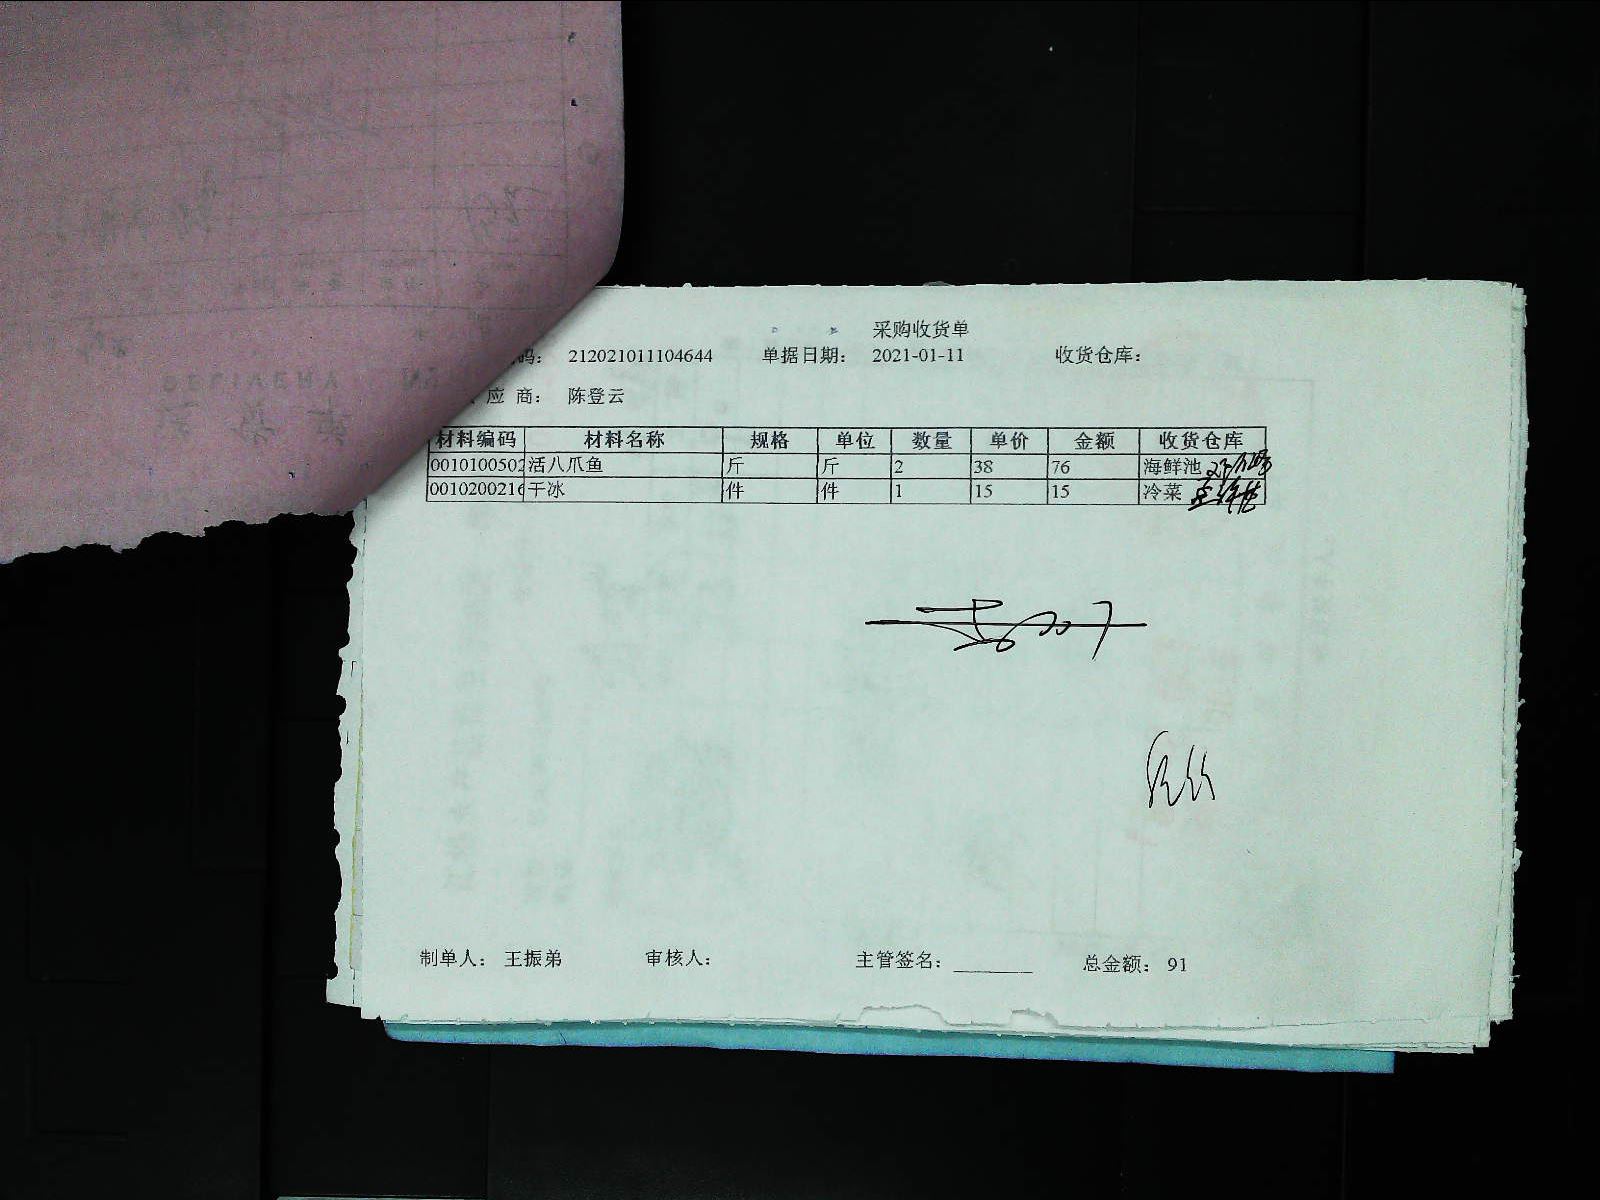 采购收货单
码： 212021011104644 单据日期： 2021-01-11 收货仓库：
应 商： 陈登云
材料编码 材料名称 规格 单位 数量 单价 金额 收货仓库
0010100502 活八爪鱼 斤 斤 2 38 76 海鲜池
0010200216 干冰 件 件 1 15 15 冷菜
制单人： 王振弟 审核人： 主管签名： 总金额： 91